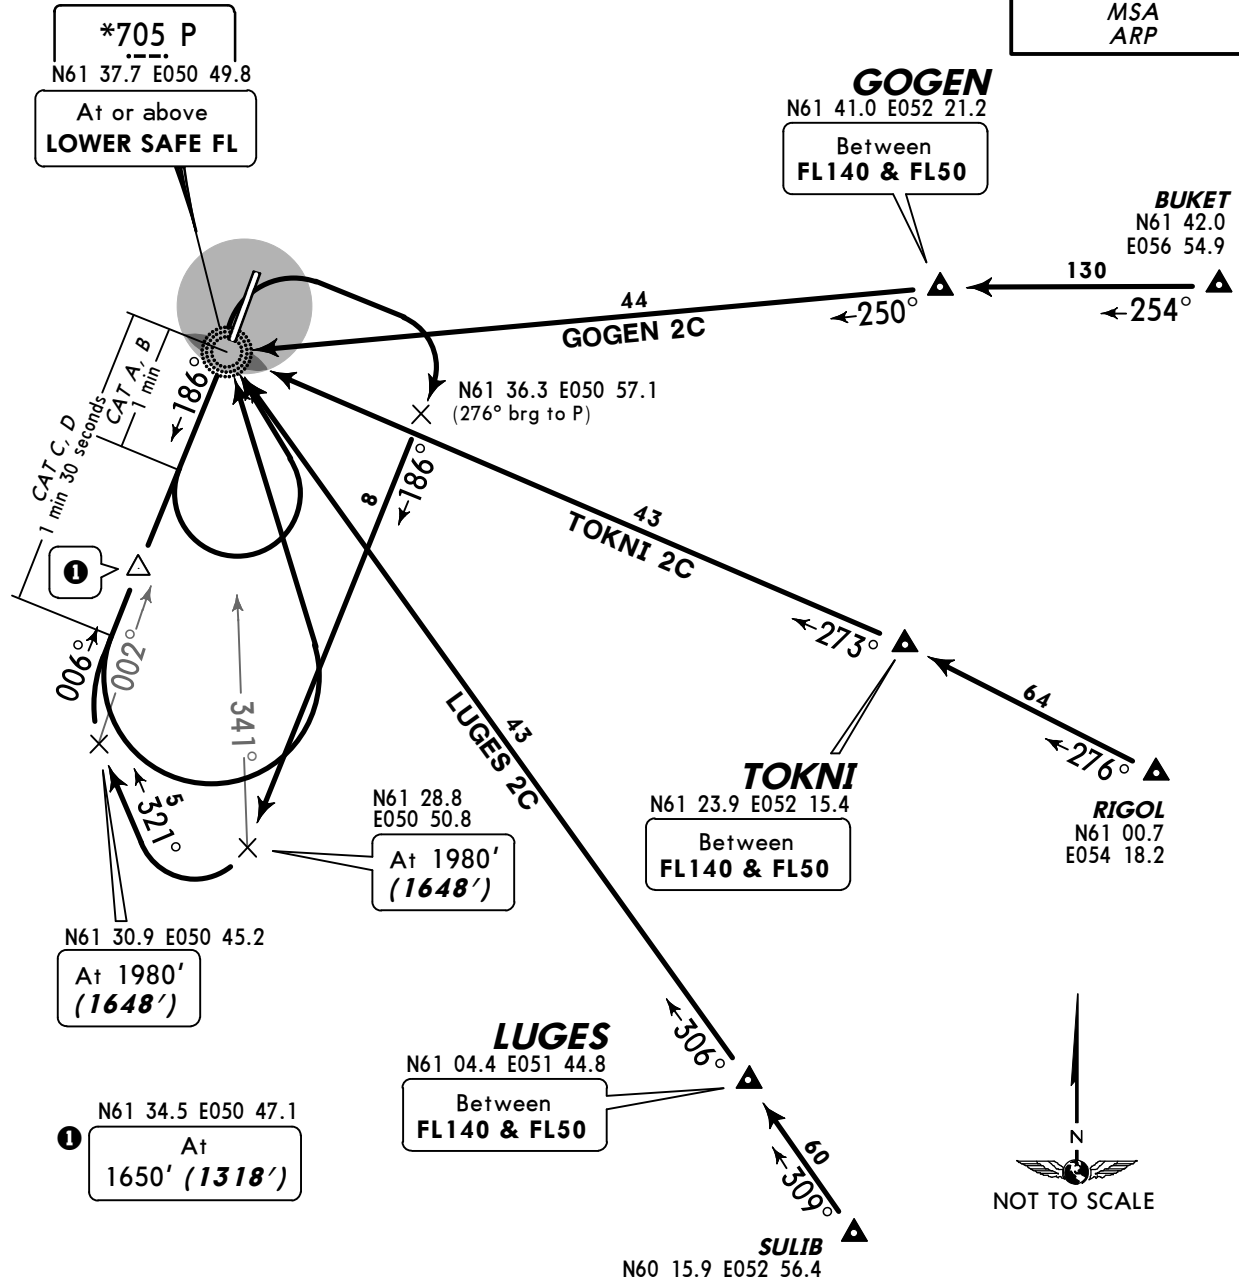 *705 P
N61 37.7 E050 49.8
At or above
LOWER SAFE FL
MSA
ARP
GOGEN
N61 41.0 E052 21.2
Between
FL140 & FL50
BUKET
N61 42.0
E056 54.9
130
254°
44
GOGEN 2C
250°
CAT A, B
1 min
CAT C, D
1 min 30 seconds
186°
N61 36.3 E050 57.1
(276° brg to P)
8
186°
43
TOKNI 2C
273°
❶
006°
002°
341°
43
LUGES 2C
64
276°
5
321°
TOKNI
N61 23.9 E052 15.4
Between
FL140 & FL50
RIGOL
N61 00.7
E054 18.2
N61 28.8
E050 50.8
At 1980'
(1648')
N61 30.9 E050 45.2
At 1980'
(1648')
306°
LUGES
N61 04.4 E051 44.8
Between
FL140 & FL50
N61 34.5 E050 47.1
❶
At
1650' (1318')
60
309°
N
NOT TO SCALE
SULIB
N60 15.9 E052 56.4